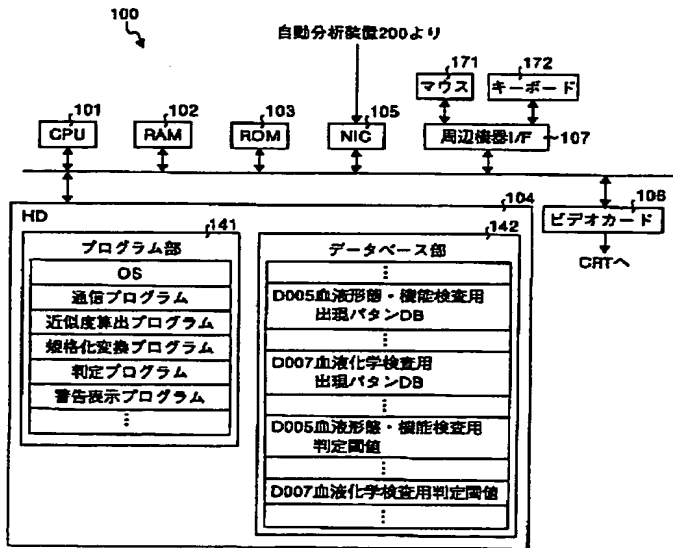 100
自動分析装置200より
171
172
マウス
キーボード
101
102
103
105
CPU
RAM
ROM
NIC
周辺機器I/F
107
104
106
HD
ビデオカード
CRTへ
141
プログラム部
OS
通信プログラム
近似度算出プログラム
規格化変換プログラム
判定プログラム
警告表示プログラム
⋮
142
データベース部
⋮
D005血液形態・機能検査用
出現パタンDB
⋮
D007血液化学検査用
出現パタンDB
⋮
D005血液形態・機能検査用
判定閾値
⋮
D007血液化学検査用判定閾値
⋮